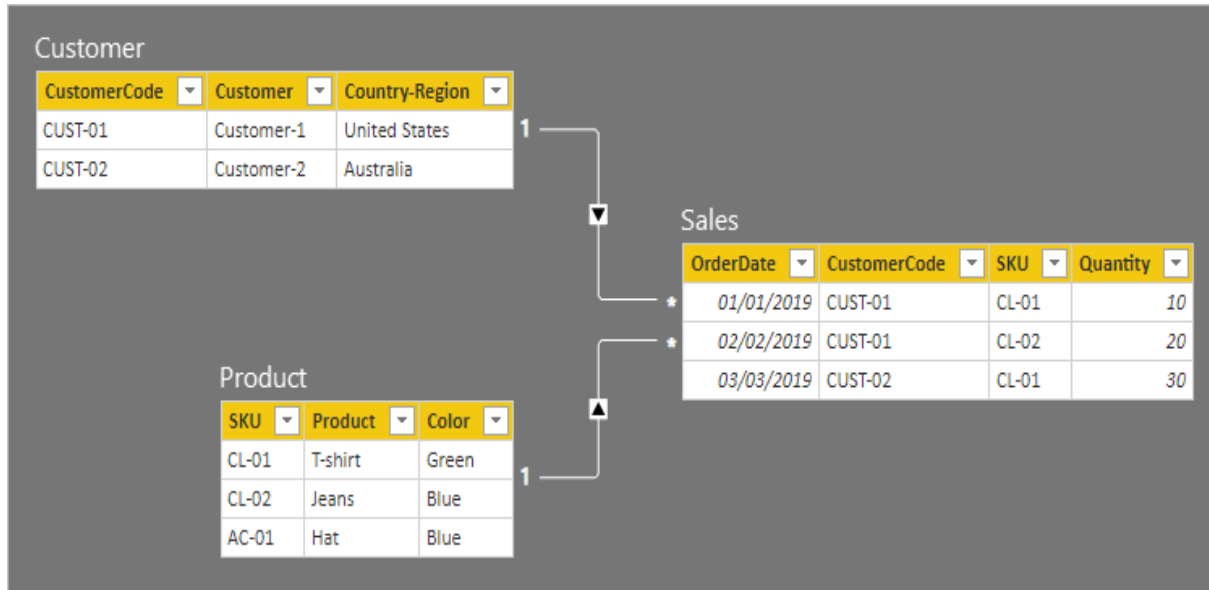 Customer
CustomerCode Customer Country-Region
CUST-01 Customer-1 United States
CUST-02 Customer-2 Australia
1
Sales
OrderDate CustomerCode SKU Quantity
* 01/01/2019 CUST-01 CL-01 10
* 02/02/2019 CUST-01 CL-02 20
03/03/2019 CUST-02 CL-01 30
Product
SKU Product Color
CL-01 T-shirt Green
CL-02 Jeans Blue
AC-01 Hat Blue
1